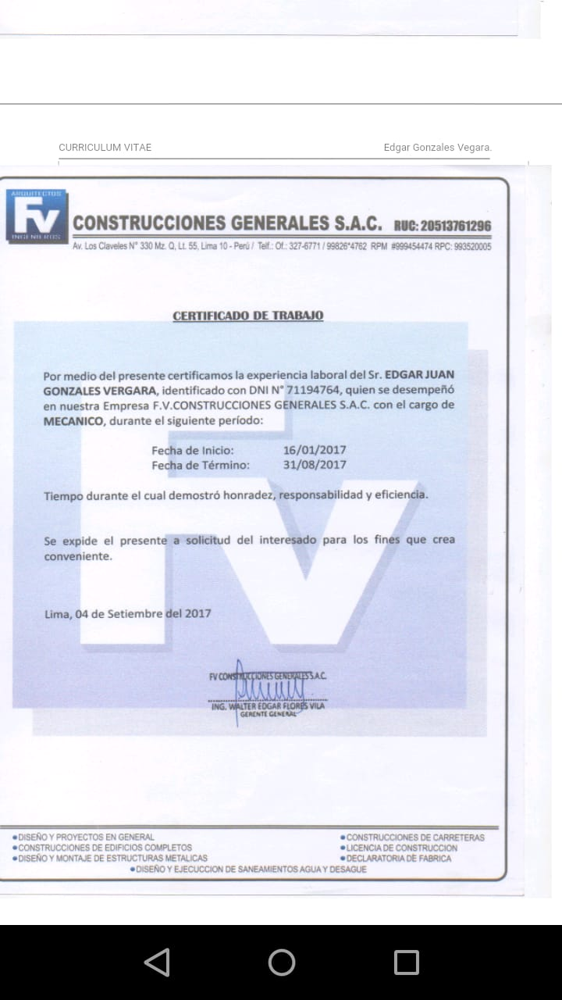 CURRICULUM VITAE Edgar Gonzales Vegara.
ARQUITECTOS
FV
INGENIEROS
CONSTRUCCIONES GENERALES S.A.C. RUC: 20513761296
Av. Los Claveles N° 330 Mz. Q, Lt. 55, Lima 10 - Perú / Telf.: Of.: 327-6771 / 99826*4762 RPM #999454474 RPC: 993520005
CERTIFICADO DE TRABAJO
Por medio del presente certificamos la experiencia laboral del Sr. EDGAR JUAN
GONZALES VERGARA, identificado con DNI N° 71194764, quien se desempeñó
en nuestra Empresa F.V.CONSTRUCCIONES GENERALES S.A.C. con el cargo de
MECANICO, durante el siguiente período:
Fecha de Inicio: 16/01/2017
Fecha de Término: 31/08/2017
Tiempo durante el cual demostró honradez, responsabilidad y eficiencia.
Se expide el presente a solicitud del interesado para los fines que crea
conveniente.
Lima, 04 de Setiembre del 2017
FV CONSTRUCCIONES GENERALES S.A.C.
ING. WALTER EDGAR FLORES VILA
GERENTE GENERAL
•DISEÑO Y PROYECTOS EN GENERAL •CONSTRUCCIONES DE CARRETERAS
•CONSTRUCCIONES DE EDIFICIOS COMPLETOS •LICENCIA DE CONSTRUCCION
•DISEÑO Y MONTAJE DE ESTRUCTURAS METALICAS •DECLARATORIA DE FABRICA
•DISEÑO Y EJECUCCION DE SANEAMIENTOS AGUA Y DESAGUE